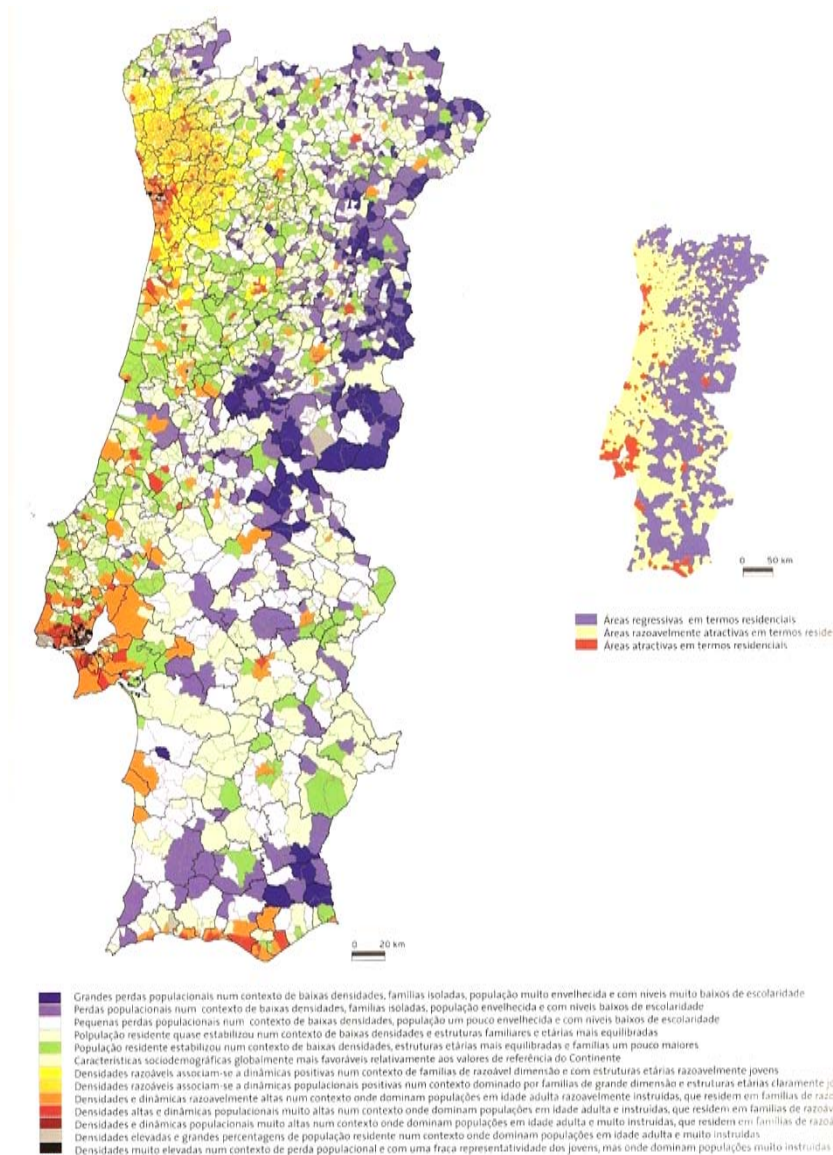 0 50 km
Áreas regressivas em termos residenciais
Áreas razoavelmente atractivas em termos reside
Áreas atractivas em termos residenciais
0 20 km
Grandes perdas populacionais num contexto de baixas densidades, famílias isoladas, população muito envelhecida e com níveis muito baixos de escolaridade
Perdas populacionais num contexto de baixas densidades, famílias isoladas, população envelhecida e com níveis baixos de escolaridade
Pequenas perdas populacionais num contexto de baixas densidades, população um pouco envelhecida e com níveis baixos de escolaridade
Polpulação residente quase estabilizou num contexto de baixas densidades e estruturas familiares e etárias mais equilibradas
População residente estabilizou num contexto de baixas densidades, estruturas etárias mais equilibradas e famílias um pouco maiores
Características sociodemográficas globalmente mais favoráveis relativamente aos valores de referência do Continente
Densidades razoáveis associam-se a dinâmicas positivas num contexto de famílias de razoável dimensão e com estruturas etárias razoavelmente jovens
Densidades razoáveis associam-se a dinâmicas populacionais positivas num contexto dominado por famílias de grande dimensão e estruturas etárias claramente jo
Densidades e dinâmicas razoavelmente altas num contexto onde dominam populações em idade adulta razoavelmente instruídas, que residem em famílias de razo
Densidades altas e dinâmicas populacionais muito altas num contexto onde dominam populações em idade adulta e instruídas, que residem em famílias de razoáv
Densidades e dinâmicas populacionais muito altas num contexto onde dominam populações em idade adulta e muito instruídas, que residem em famílias de razoá
Densidades elevadas e grandes percentagens de população residente num contexto onde dominam populações em idade adulta e muito instruídas
Densidades muito elevadas num contexto de perda populacional e com uma fraca representatividade dos jovens, mas onde dominam populações muito instruídas